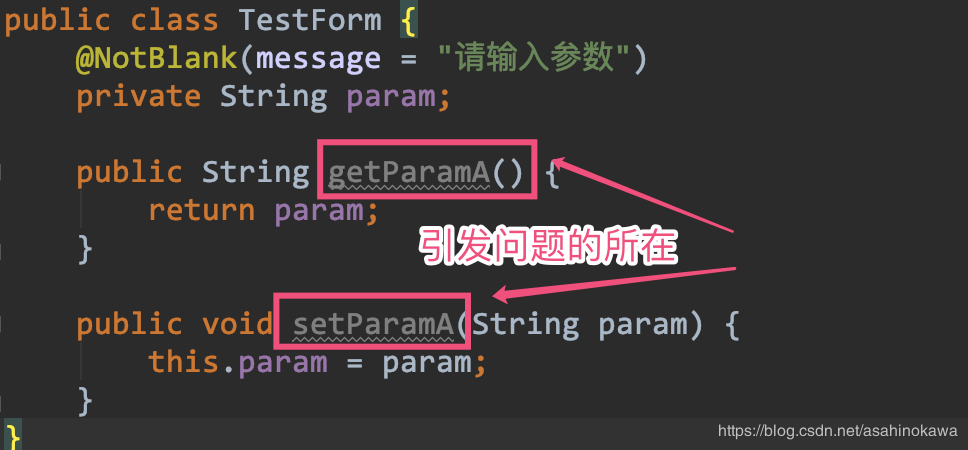 public class TestForm {
@NotBlank(message = "请输入参数")
private String param;
public String getParamA() {
return param;
}
引发问题的所在
public void setParamA(String param) {
this.param = param;
}
}
https://blog.csdn.net/asahinokawa